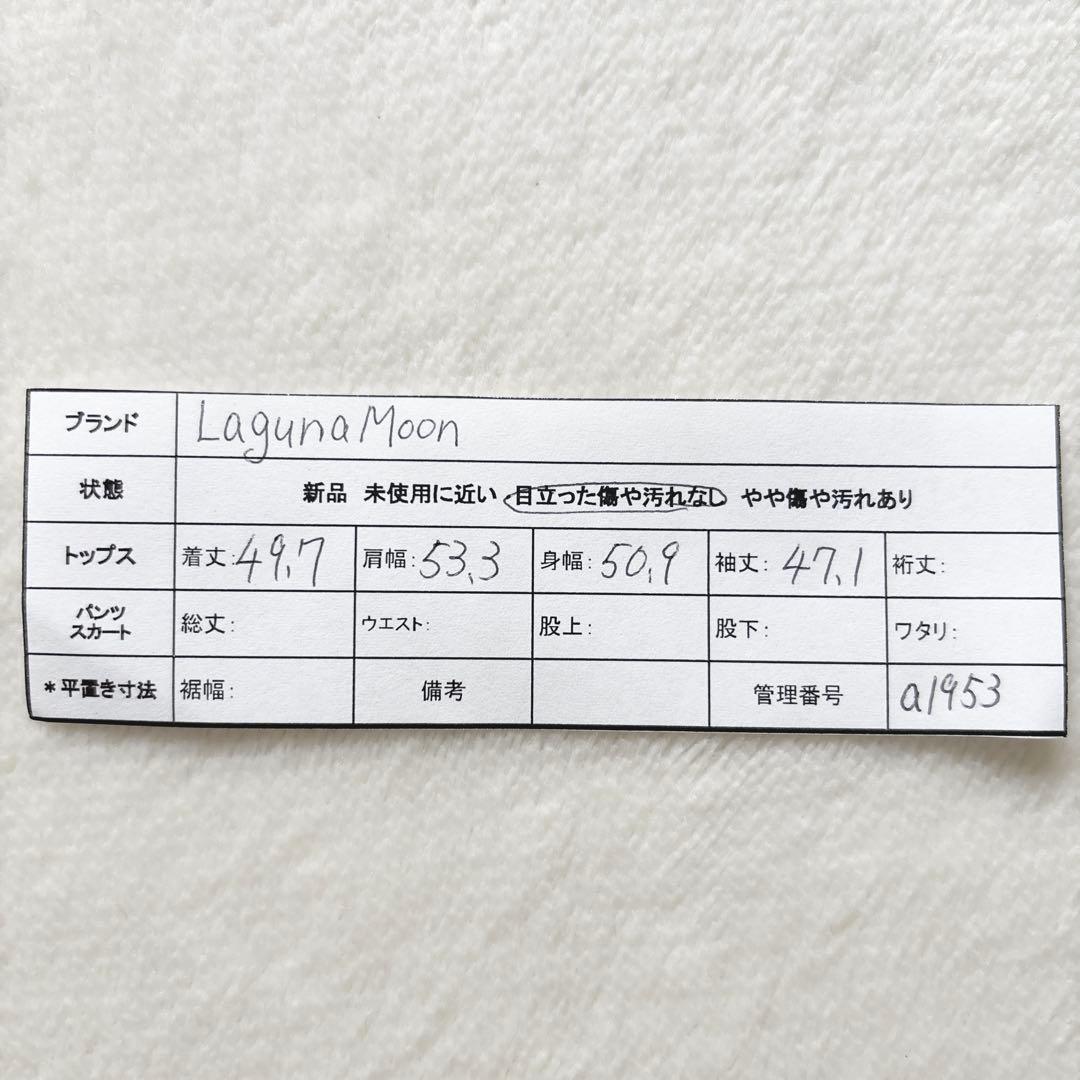 ブランド LagunaMoon
状態 新品 未使用に近い 目立った傷や汚れなし やや傷や汚れあり
トップス 着丈:49.7 肩幅:53.3 身幅:50.9 袖丈:47.1 裄丈:
パンツ
スカート 総丈: ウエスト: 股上: 股下: ワタリ:
*平置き寸法 裾幅: 備考 管理番号 a1953